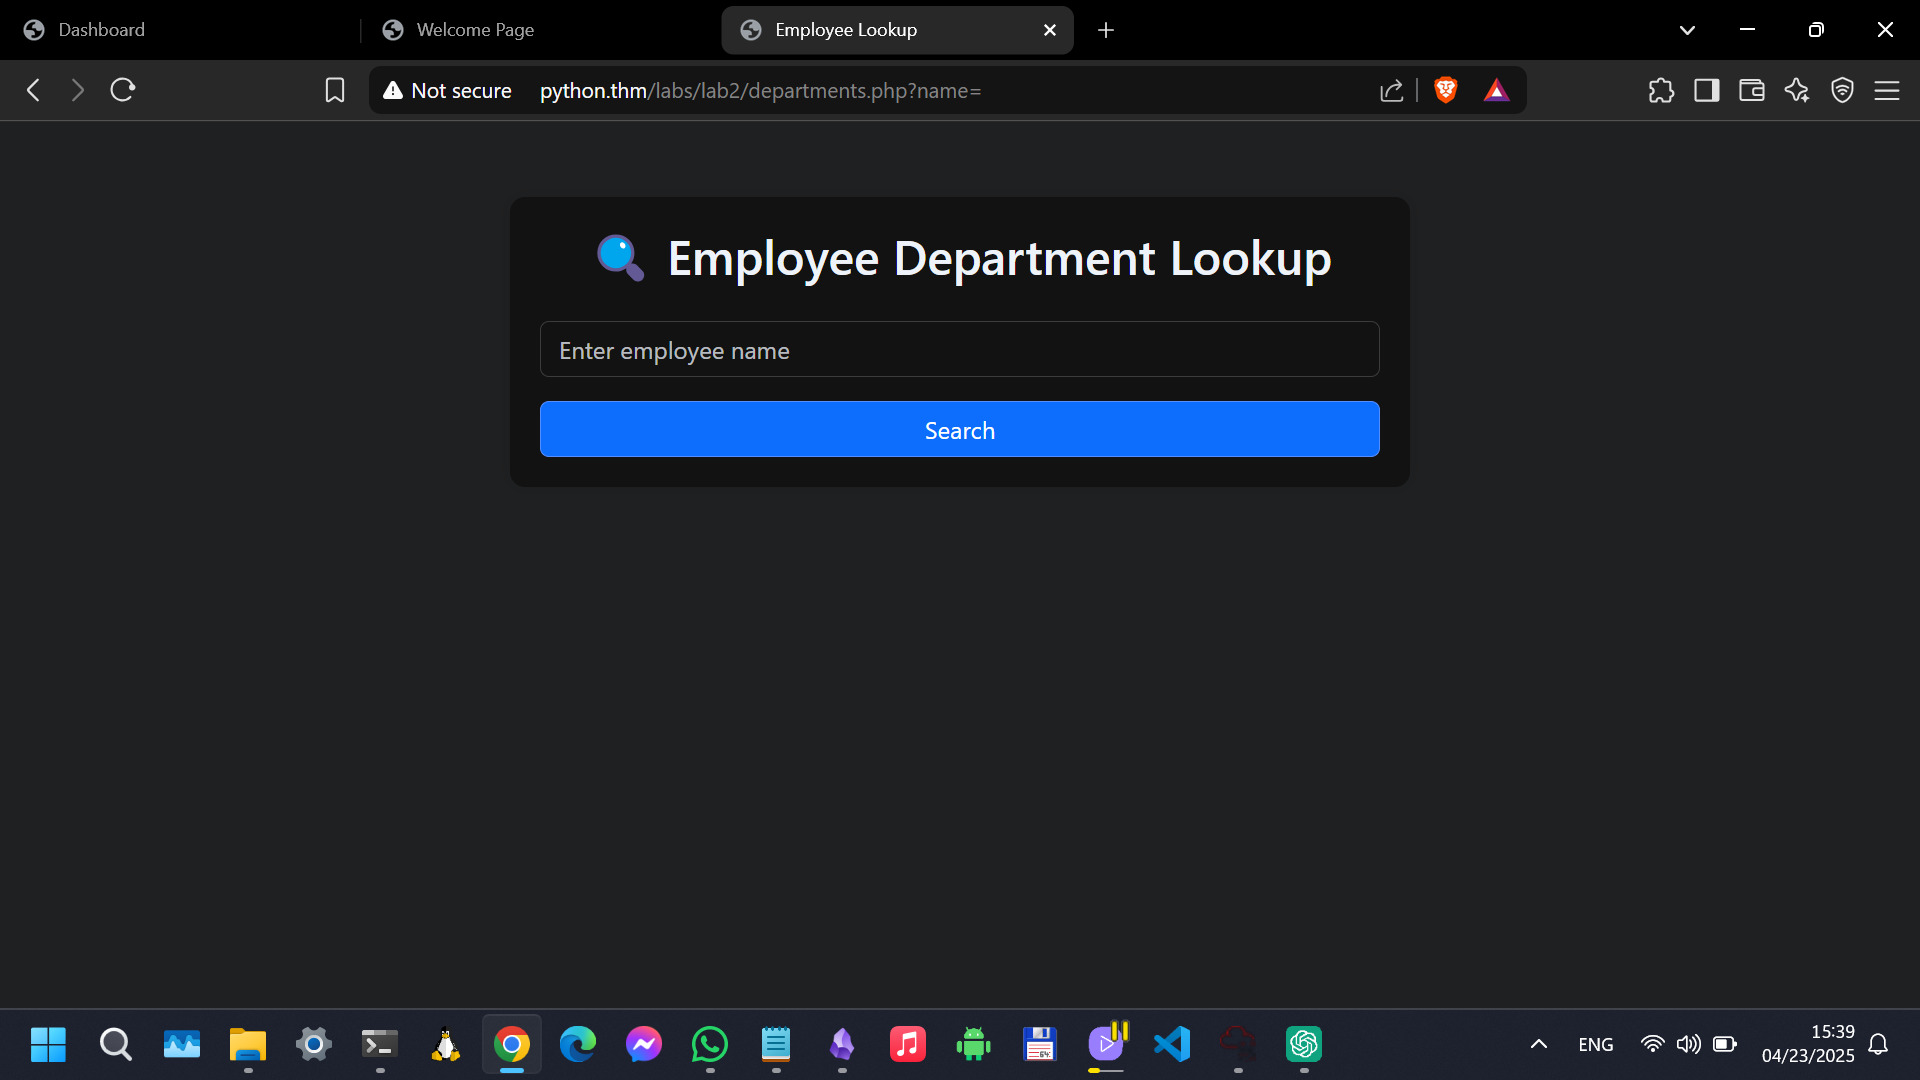 Dashboard
Welcome Page
Employee Lookup
Not secure
python.thm/labs/lab2/departments.php?name=
Employee Department Lookup
Enter employee name
Search
64
ENG
15:39
04/23/2025